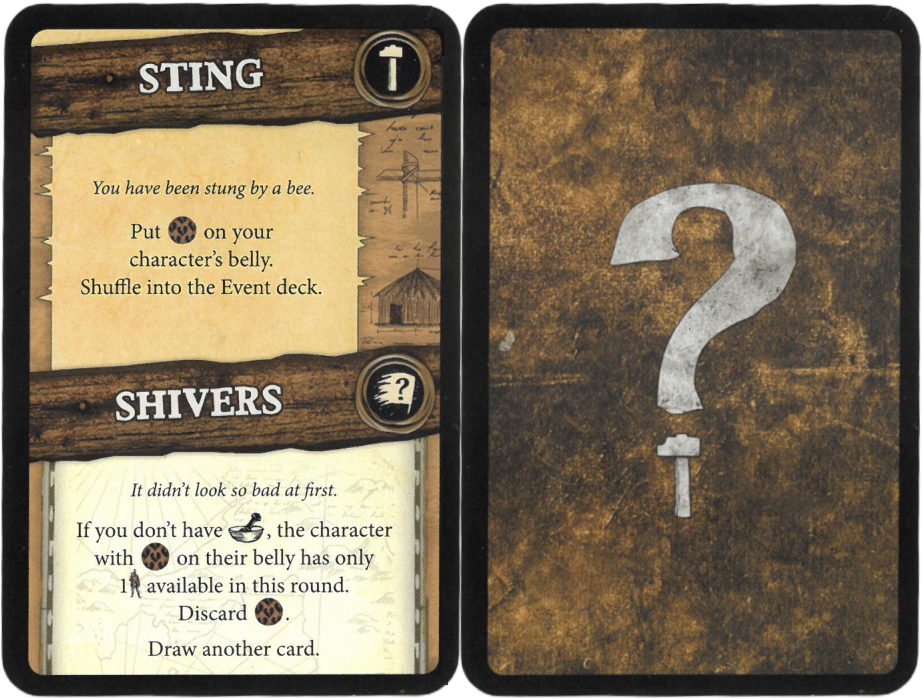 STING
You have been stung by a bee.
Put on your
character's belly.
Shuffle into the Event deck.
SHIVERS
?
It didn't look so bad at first.
If you don't have , the character
with on their belly has only
1 available in this round.
Discard .
Draw another card.
?